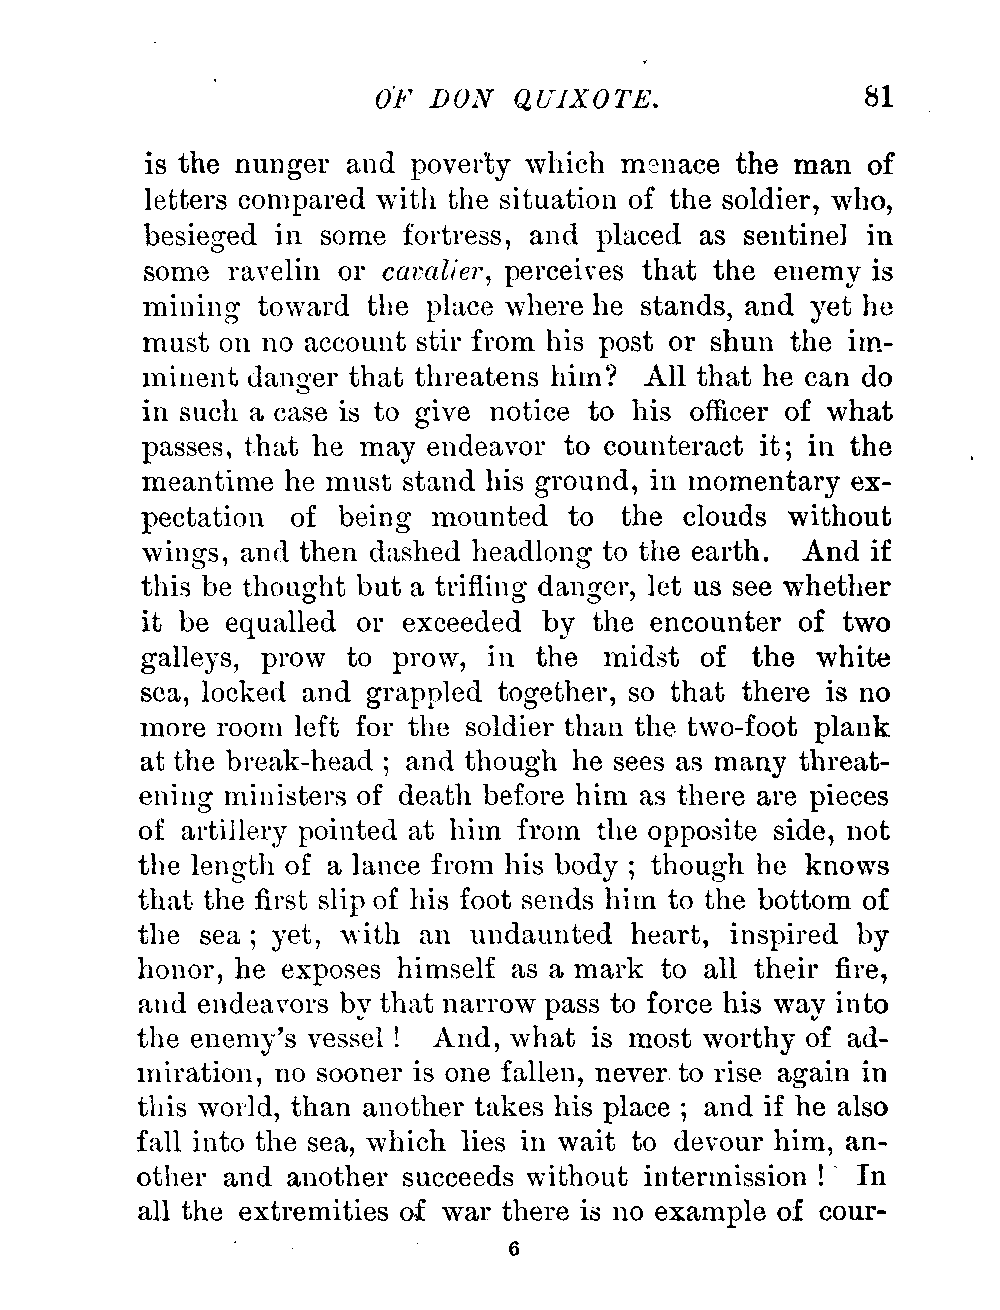 OF DON QUIXOTE. 81
is the nunger and poverty which menace the man of
letters compared with the situation of the soldier, who,
besieged in some fortress, and placed as sentinel in
some ravelin or cavalier, perceives that the enemy is
mining toward the place where he stands, and yet he
must on no account stir from his post or shun the im-
minent danger that threatens him? All that he can do
in such a case is to give notice to his officer of what
passes, that he may endeavor to counteract it; in the
meantime he must stand his ground, in momentary ex-
pectation of being mounted to the clouds without
wings, and then dashed headlong to the earth. And if
this be thought but a trifling danger, let us see whether
it be equalled or exceeded by the encounter of two
galleys, prow to prow, in the midst of the white
sea, locked and grappled together, so that there is no
more room left for the soldier than the two-foot plank
at the break-head ; and though he sees as many threat-
ening ministers of death before him as there are pieces
of artillery pointed at him from the opposite side, not
the length of a lance from his body ; though he knows
that the first slip of his foot sends him to the bottom of
the sea ; yet, with an undaunted heart, inspired by
honor, he exposes himself as a mark to all their fire,
and endeavors by that narrow pass to force his way into
the enemy's vessel ! And, what is most worthy of ad-
miration, no sooner is one fallen, never to rise again in
this world, than another takes his place ; and if he also
fall into the sea, which lies in wait to devour him, an-
other and another succeeds without intermission ! In
all the extremities of war there is no example of cour-
6